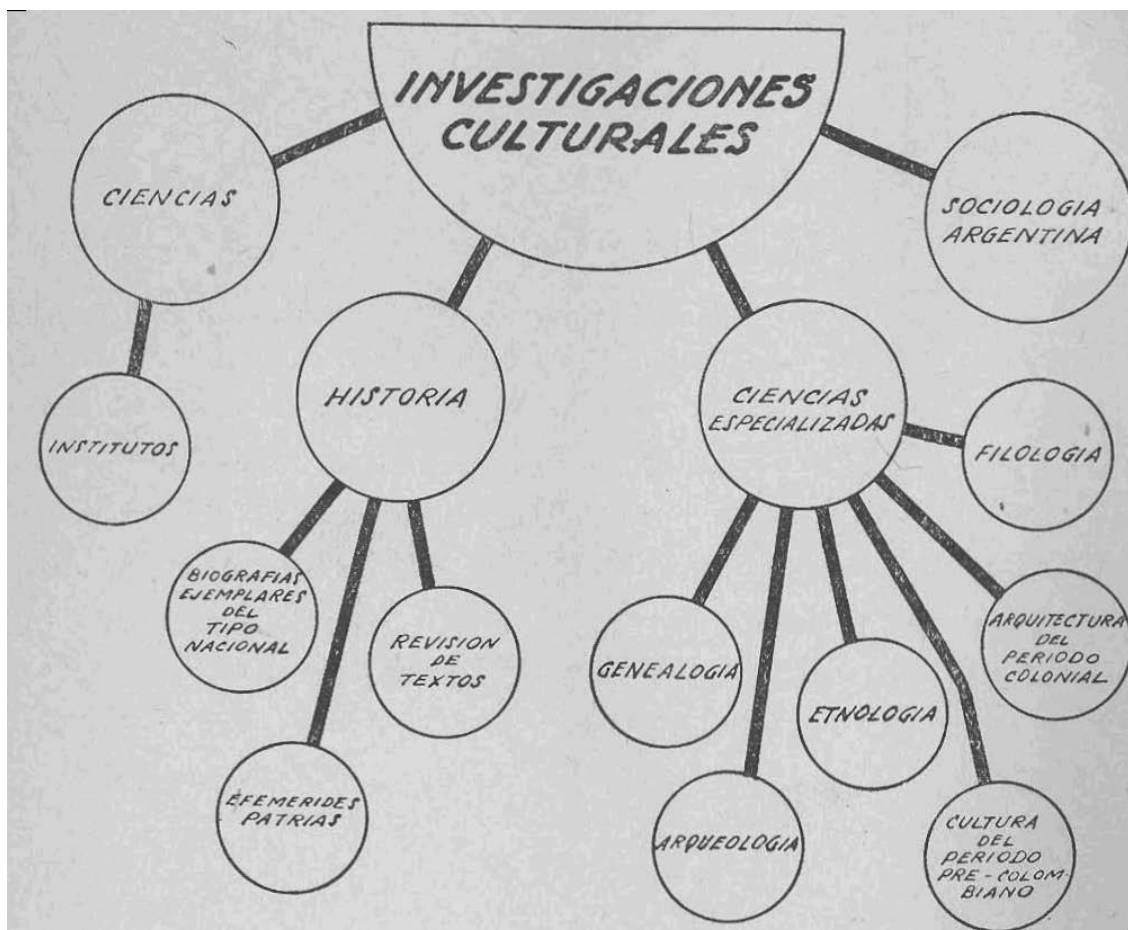 INVESTIGACIONES
CULTURALES
CIENCIAS
SOCIOLOGIA
ARGENTINA
INSTITUTOS
HISTORIA
CIENCIAS
ESPECIALIZADAS
FILOLOGIA
BIOGRAFIAS
EJEMPLARES
DEL
TIPO
NACIONAL
REVISION
DE
TEXTOS
EFEMERIDES
PATRIAS
GENEALOGIA
ARQUEOLOGIA
ETNOLOGIA
ARQUITECTURA
DEL
PERIODO
COLONIAL
CULTURA
DEL
PERIODO
PRE-COLOM-
BIANO